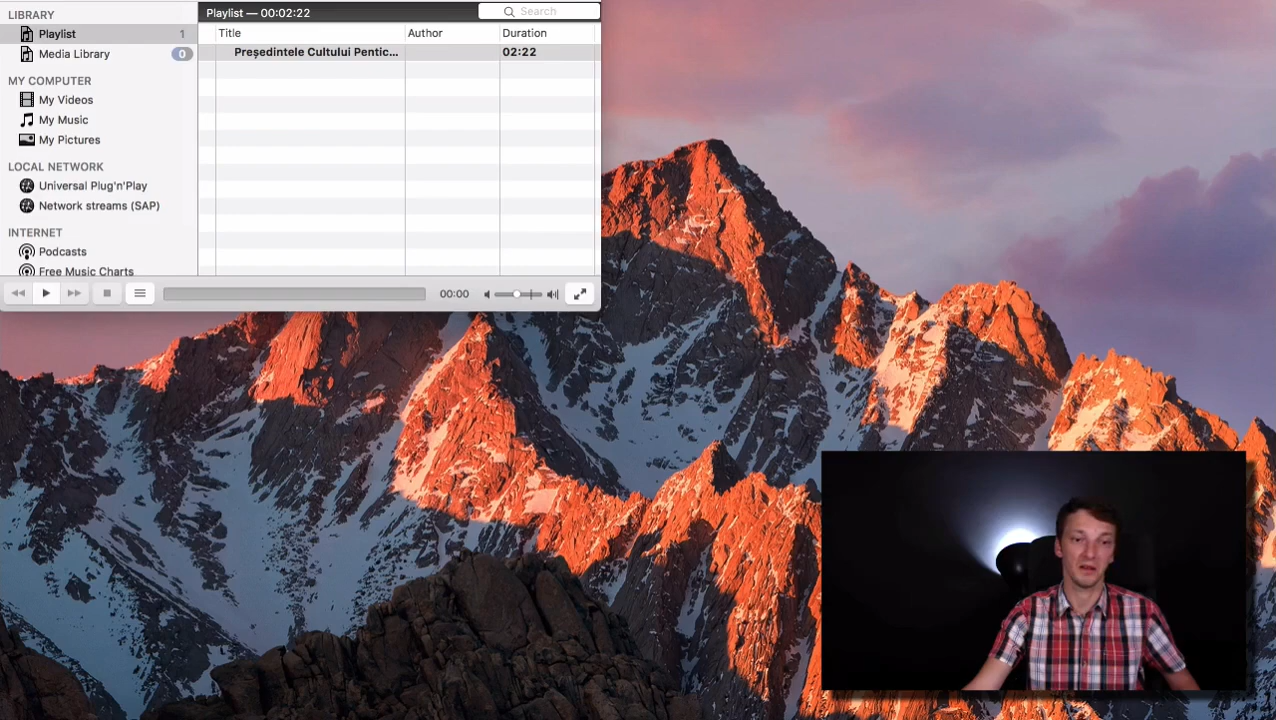 LIBRARY
Playlist 1
Media Library 0
MY COMPUTER
My Videos
My Music
My Pictures
LOCAL NETWORK
Universal Plug'n'Play
Network streams (SAP)
INTERNET
Podcasts
Free Music Charts
Playlist — 00:02:22
Search
Title Author Duration
Președintele Cultului Pentic... 02:22
00:00